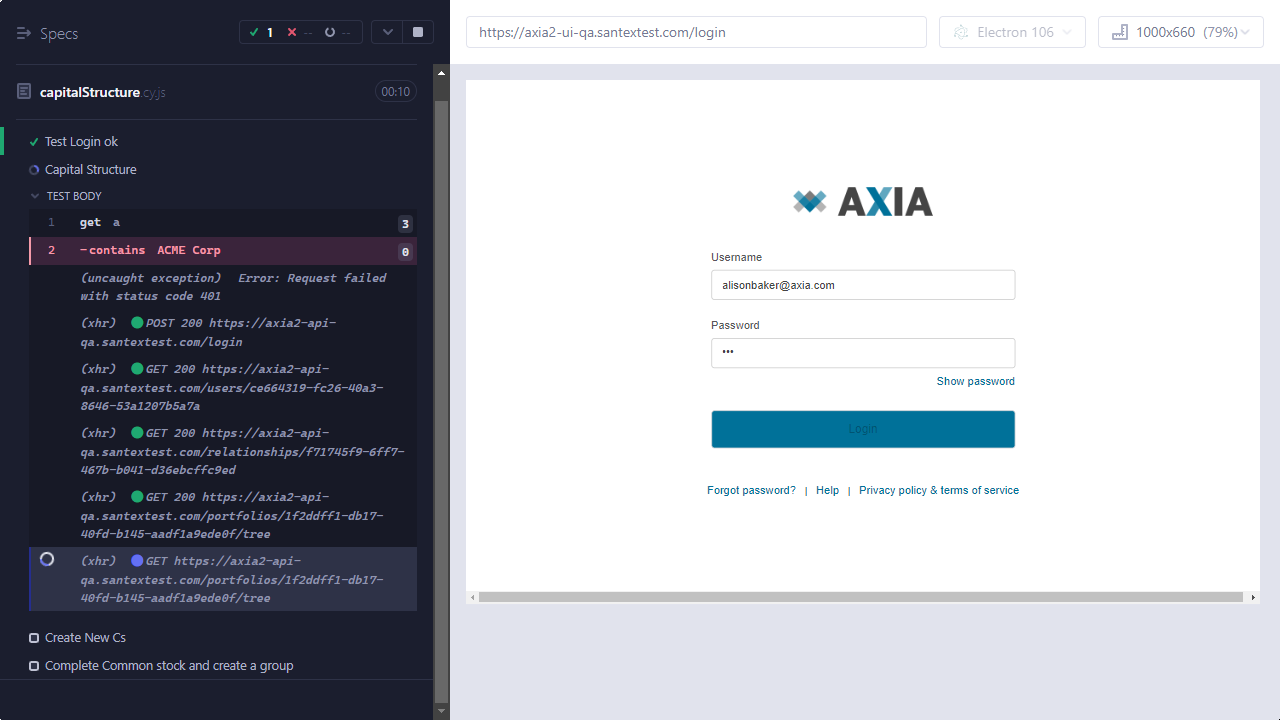 Specs
1
--
--
capitalStructure.cy.js
00:10
Test Login ok
Capital Structure
TEST BODY
1 get a 3
2 -contains ACME Corp 0
(uncaught exception) Error: Request failed
with status code 401
(xhr) POST 200 https://axia2-api-
qa.santextest.com/login
(xhr) GET 200 https://axia2-api-
qa.santextest.com/users/ce664319-fc26-40a3-
8646-53a1207b5a7a
(xhr) GET 200 https://axia2-api-
qa.santextest.com/relationships/f71745f9-6ff7-
467b-b041-d36ebcffc9ed
(xhr) GET 200 https://axia2-api-
qa.santextest.com/portfolios/1f2ddff1-db17-
40fd-b145-aadf1a9ede0f/tree
(xhr) GET https://axia2-api-
qa.santextest.com/portfolios/1f2ddff1-db17-
40fd-b145-aadf1a9ede0f/tree
Create New Cs
Complete Common stock and create a group
https://axia2-ui-qa.santextest.com/login
Electron 106
1000x660 (79%)
AXIA
Username
alisonbaker@axia.com
Password
•••
Show password
Login
Forgot password? | Help | Privacy policy & terms of service